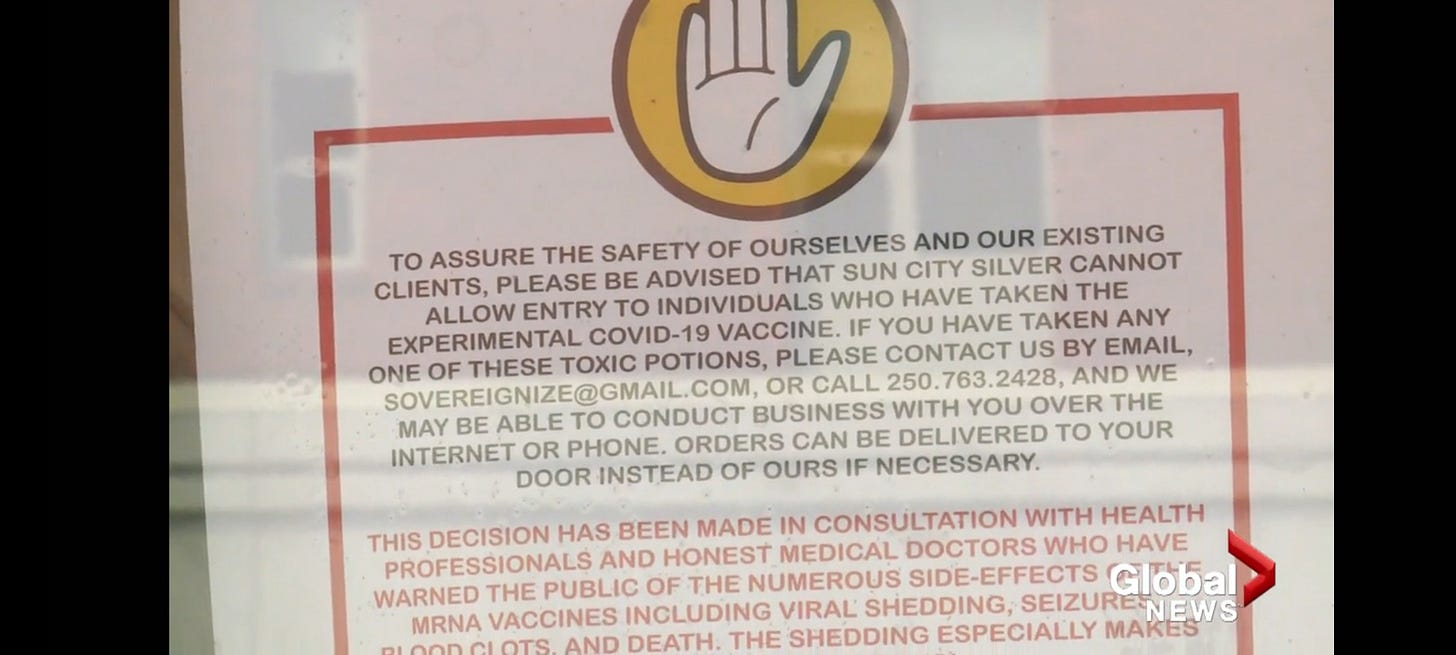 TO ASSURE THE SAFETY OF OURSELVES AND OUR EXISTING
CLIENTS, PLEASE BE ADVISED THAT SUN CITY SILVER CANNOT
ALLOW ENTRY TO INDIVIDUALS WHO HAVE TAKEN THE
EXPERIMENTAL COVID-19 VACCINE. IF YOU HAVE TAKEN ANY
ONE OF THESE TOXIC POTIONS, PLEASE CONTACT US BY EMAIL,
SOVEREIGNIZE@GMAIL.COM, OR CALL 250.763.2428, AND WE
MAY BE ABLE TO CONDUCT BUSINESS WITH YOU OVER THE
INTERNET OR PHONE. ORDERS CAN BE DELIVERED TO YOUR
DOOR INSTEAD OF OURS IF NECESSARY.
THIS DECISION HAS BEEN MADE IN CONSULTATION WITH HEALTH
PROFESSIONALS AND HONEST MEDICAL DOCTORS WHO HAVE
WARNED THE PUBLIC OF THE NUMEROUS SIDE-EFFECTS
MRNA VACCINES INCLUDING VIRAL SHEDDING, SEIZURES
BLOOD CLOTS, AND DEATH. THE SHEDDING ESPECIALLY MAKES
Global
NEWS